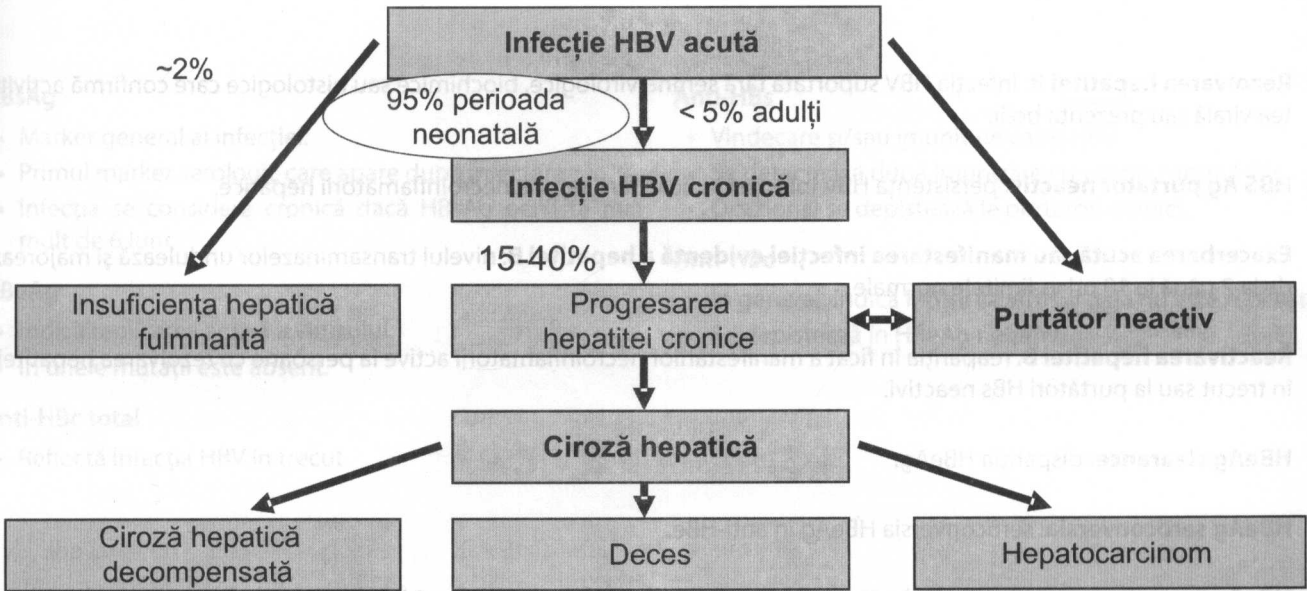 Infecție HBV acută
~2%
95% perioada
neonatală
< 5% adulți
Infecție HBV cronică
15-40%
Insuficiența hepatică
fulmnantă
Progresarea
hepatitei cronice
Purtător neactiv
Ciroză hepatică
Ciroză hepatică
decompensată
Deces
Hepatocarcinom